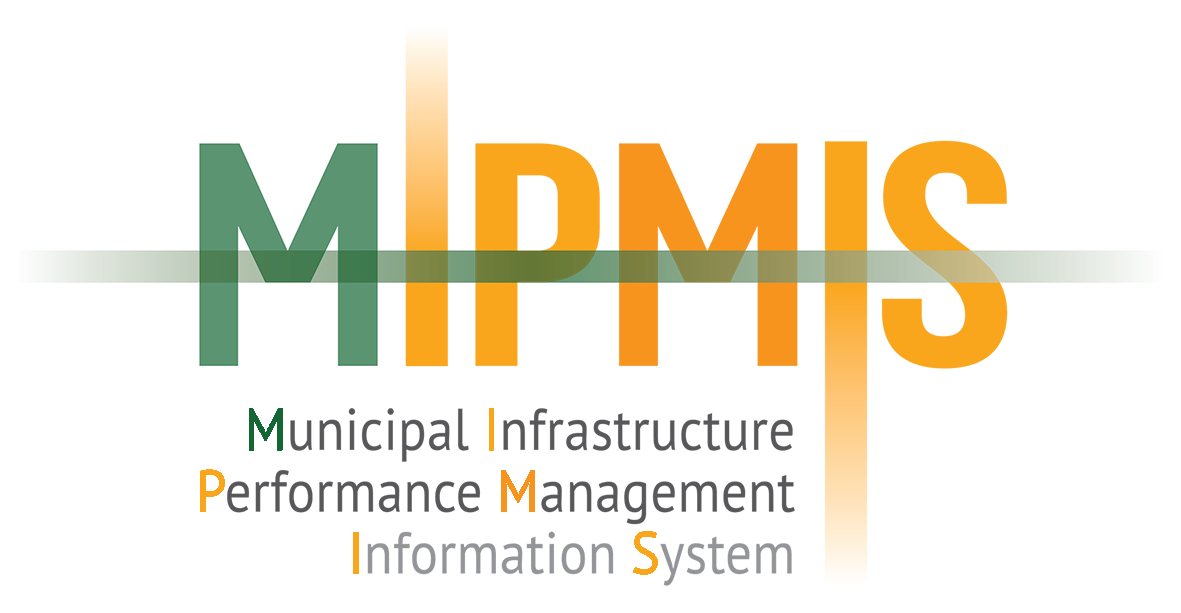 MIPMIS
Municipal Infrastructure
Performance Management
Information System